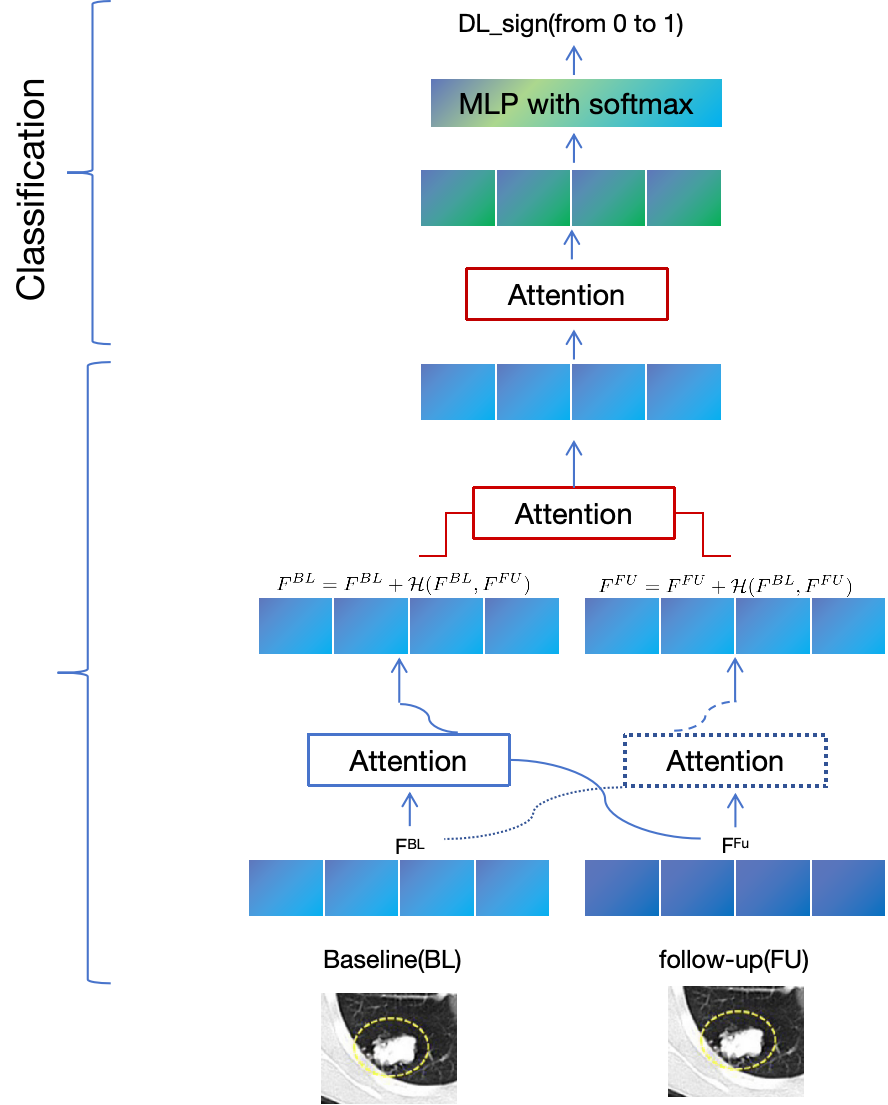 DL_sign(from 0 to 1)
MLP with softmax
Classification
Attention
Attention
F^{BL} = F^{BL} + \mathcal{H}(F^{BL}, F^{FU})
F^{FU} = F^{FU} + \mathcal{H}(F^{BL}, F^{FU})
Attention
Attention
F^{BL}
F^{Fu}
Baseline(BL)
follow-up(FU)